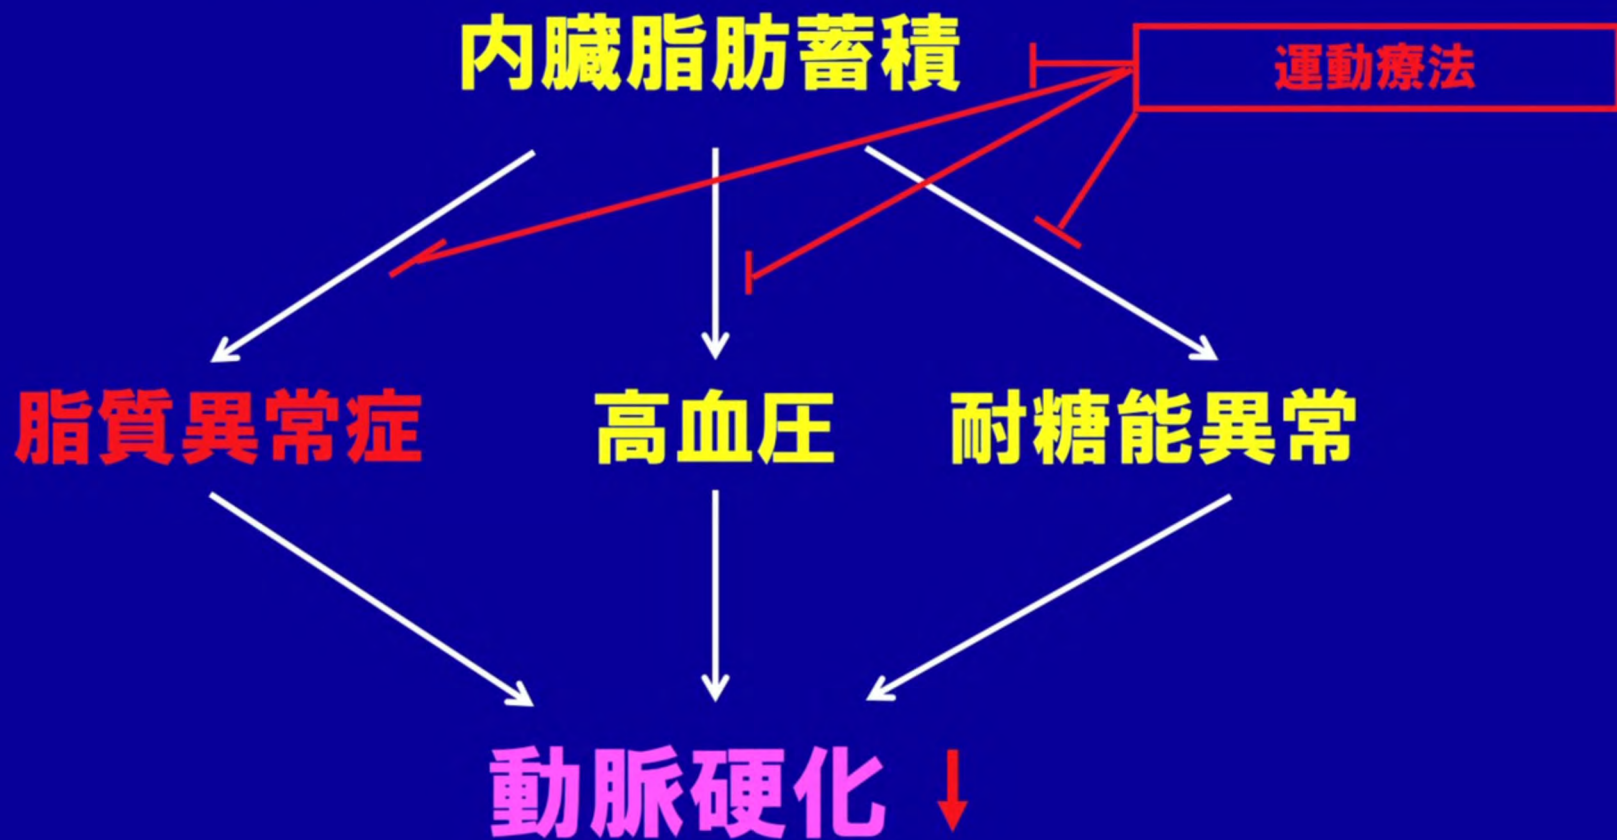 内臓脂肪蓄積
運動療法
脂質異常症
高血圧
耐糖能異常
動脈硬化